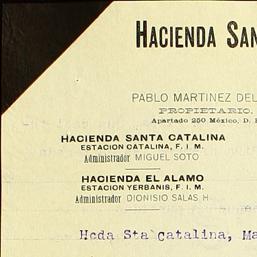 HACIENDA SAN
PABLO MARTINEZ DEL
PROPIETARIO.
Apartado 250 México, D.
HACIENDA SANTA CATALINA
ESTACION CATALINA, F. I. M.
Administrador MIGUEL SOTO
HACIENDA EL ALAMO
ESTACION YERBANIS, F. I. M.
Administrador DIONISIO SALAS H.
Hcda Sta Catalina, Ma